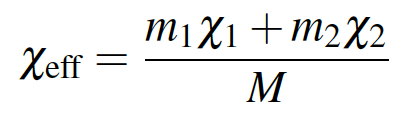 χeff = (m1χ1 + m2χ2) / M